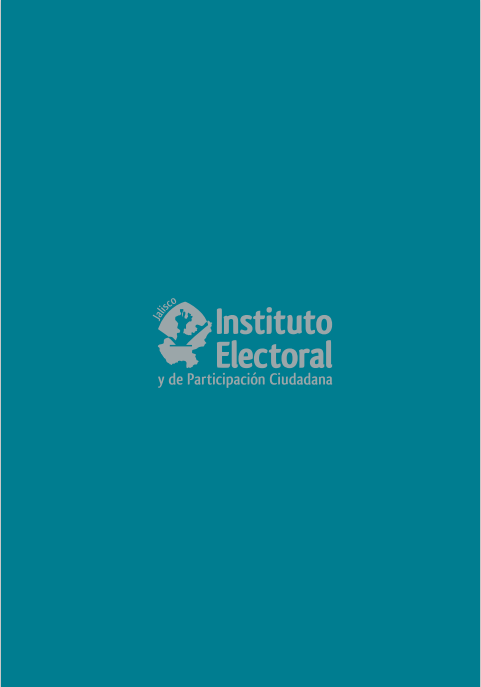 Jalisco
Instituto
Electoral
y de Participación Ciudadana